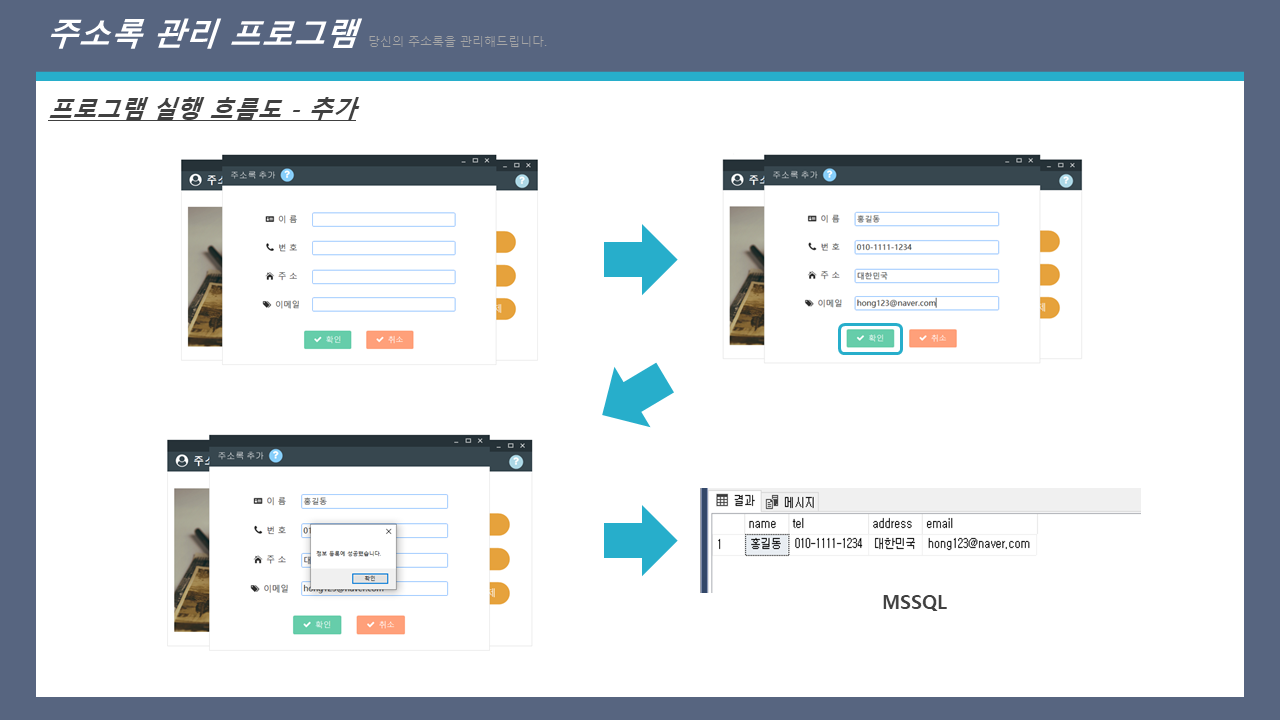 주소록 관리 프로그램 당신의 주소록을 관리해드립니다.
프로그램 실행 흐름도 - 추가
주소록 추가 ?
?
이 름
번 호
주 소
이메일
확인 취소
주소록 추가 ?
?
이 름 홍길동
번 호 010-1111-1234
주 소 대한민국
이메일 hong123@naver.com
확인 취소
주소록 추가 ?
?
이 름 홍길동
번 호 01
정보 등록에 성공했습니다.
주 소
확인
이메일 hong123@naver.com
확인 취소
결과 메시지
name tel address email
1 홍길동 010-1111-1234 대한민국 hong123@naver.com
MSSQL